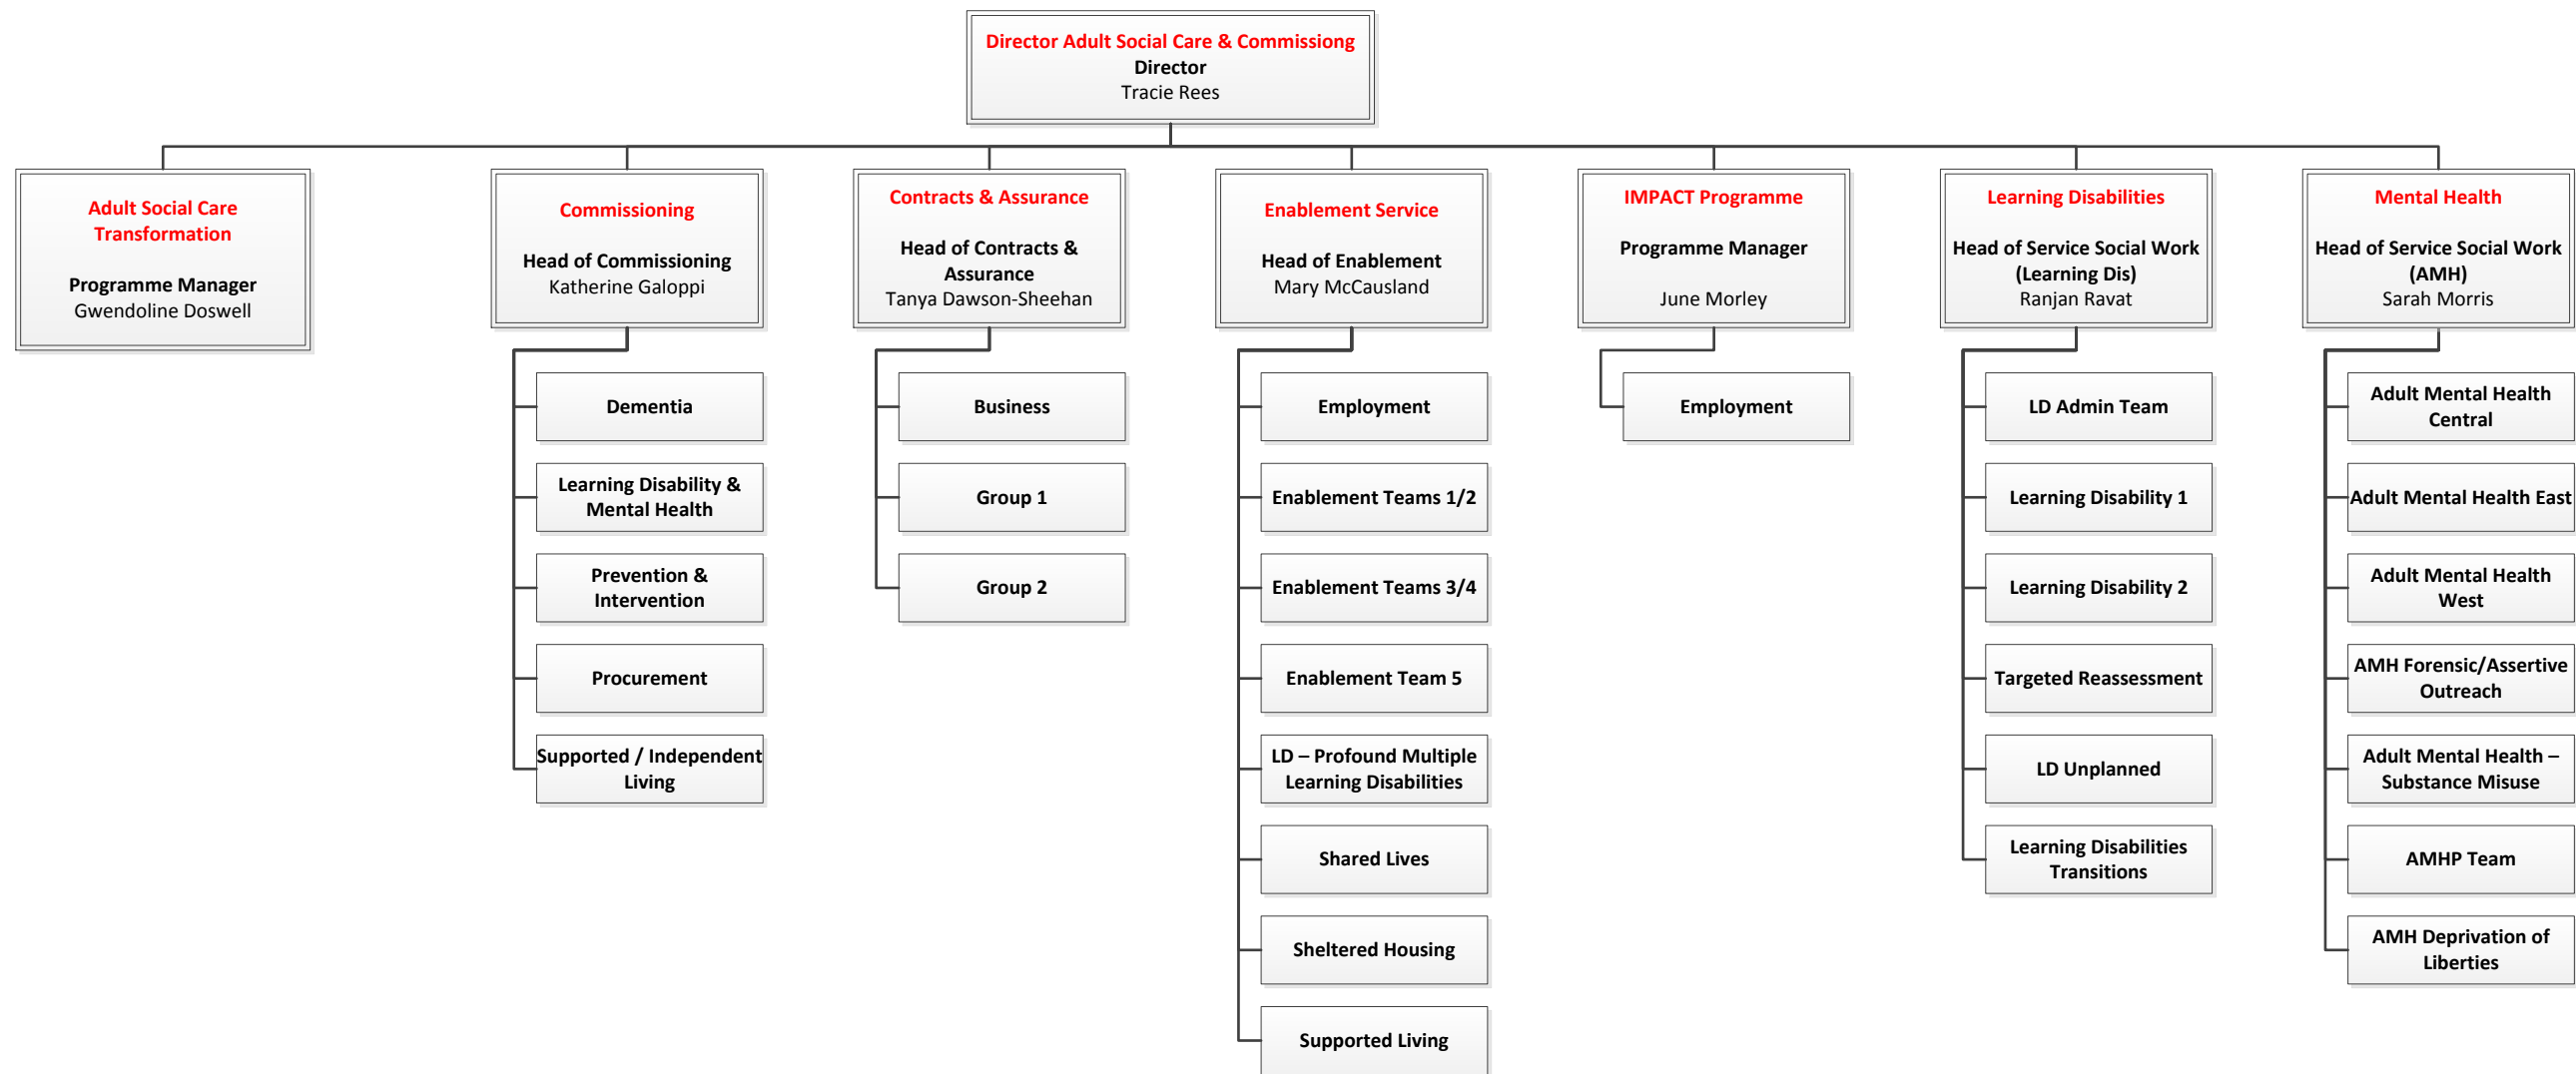 Director Adult Social Care & Commissiong
Director
Tracie Rees
Adult Social Care
Transformation
Programme Manager
Gwendoline Doswell
Commissioning
Head of Commissioning
Katherine Galoppi
Contracts & Assurance
Head of Contracts &
Assurance
Tanya Dawson-Sheehan
Enablement Service
Head of Enablement
Mary McCausland
IMPACT Programme
Programme Manager
June Morley
Learning Disabilities
Head of Service Social Work
(Learning Dis)
Ranjan Ravat
Mental Health
Head of Service Social Work
(AMH)
Sarah Morris
Dementia
Learning Disability &
Mental Health
Prevention &
Intervention
Procurement
Supported / Independent
Living
Business
Group 1
Group 2
Employment
Enablement Teams 1/2
Enablement Teams 3/4
Enablement Team 5
LD – Profound Multiple
Learning Disabilities
Shared Lives
Sheltered Housing
Supported Living
Employment
LD Admin Team
Learning Disability 1
Learning Disability 2
Targeted Reassessment
LD Unplanned
Learning Disabilities
Transitions
Adult Mental Health
Central
Adult Mental Health East
Adult Mental Health
West
AMH Forensic/Assertive
Outreach
Adult Mental Health –
Substance Misuse
AMHP Team
AMH Deprivation of
Liberties